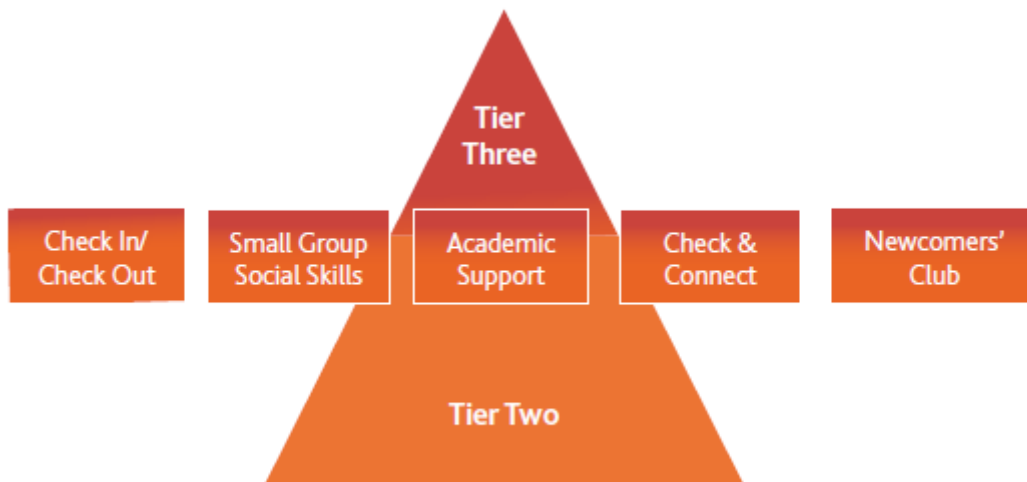 Tier
Three
Check In/
Check Out
Small Group
Social Skills
Academic
Support
Check &
Connect
Newcomers’
Club
Tier Two